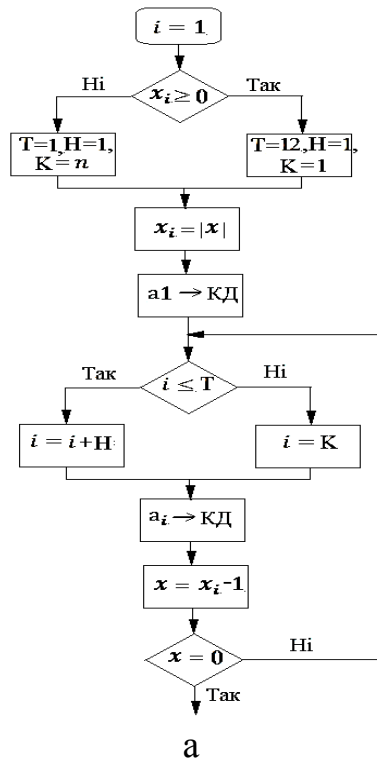 i = 1
xᵢ ≥ 0
Ні
Так
T=1,H=1,
K = n
T=12,H=1,
K=1
xᵢ = |x|
a1 → КД
i ≤ T
Так
Ні
i = i+H
i = K
aᵢ → КД
x = xᵢ-1
x = 0
Ні
Так
а